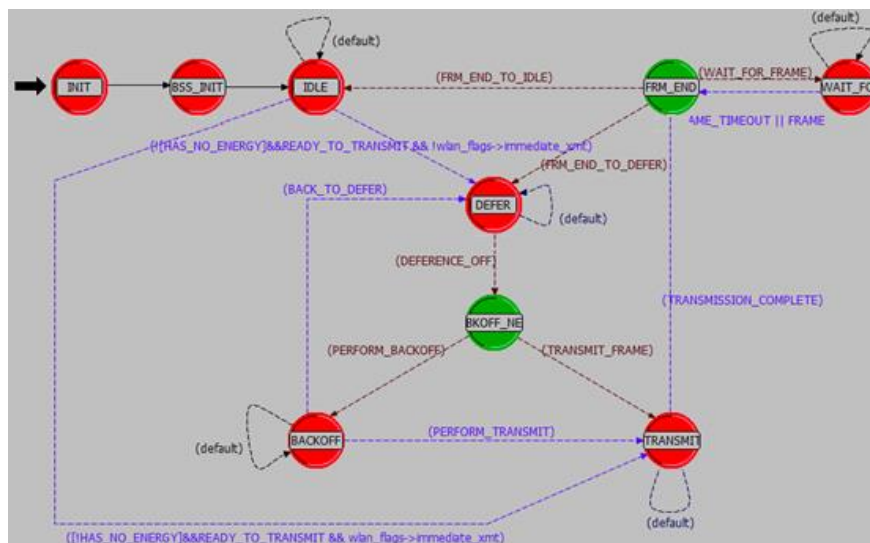 (default)
(default)
(WAIT_FOR_FRAME)
INIT
BSS_INIT
IDLE
(FRM_END_TO_IDLE)
FRM_END
WAIT_FO
AME_TIMEOUT || FRAME
(![HAS_NO_ENERGY]&&READY_TO_TRANSMIT && !wlan_flags->immediate_xmt)
(FRM_END_TO_DEFER)
(BACK_TO_DEFER)
DEFER
(default)
(DEFERENCE_OFF)
(TRANSMISSION_COMPLETE)
BKOFF_NE
(PERFORM_BACKOFF)
(TRANSMIT_FRAME)
(default)
BACKOFF
(PERFORM_TRANSMIT)
TRANSMIT
(default)
([!HAS_NO_ENERGY]&&READY_TO_TRANSMIT && wlan_flags->immediate_xmt)